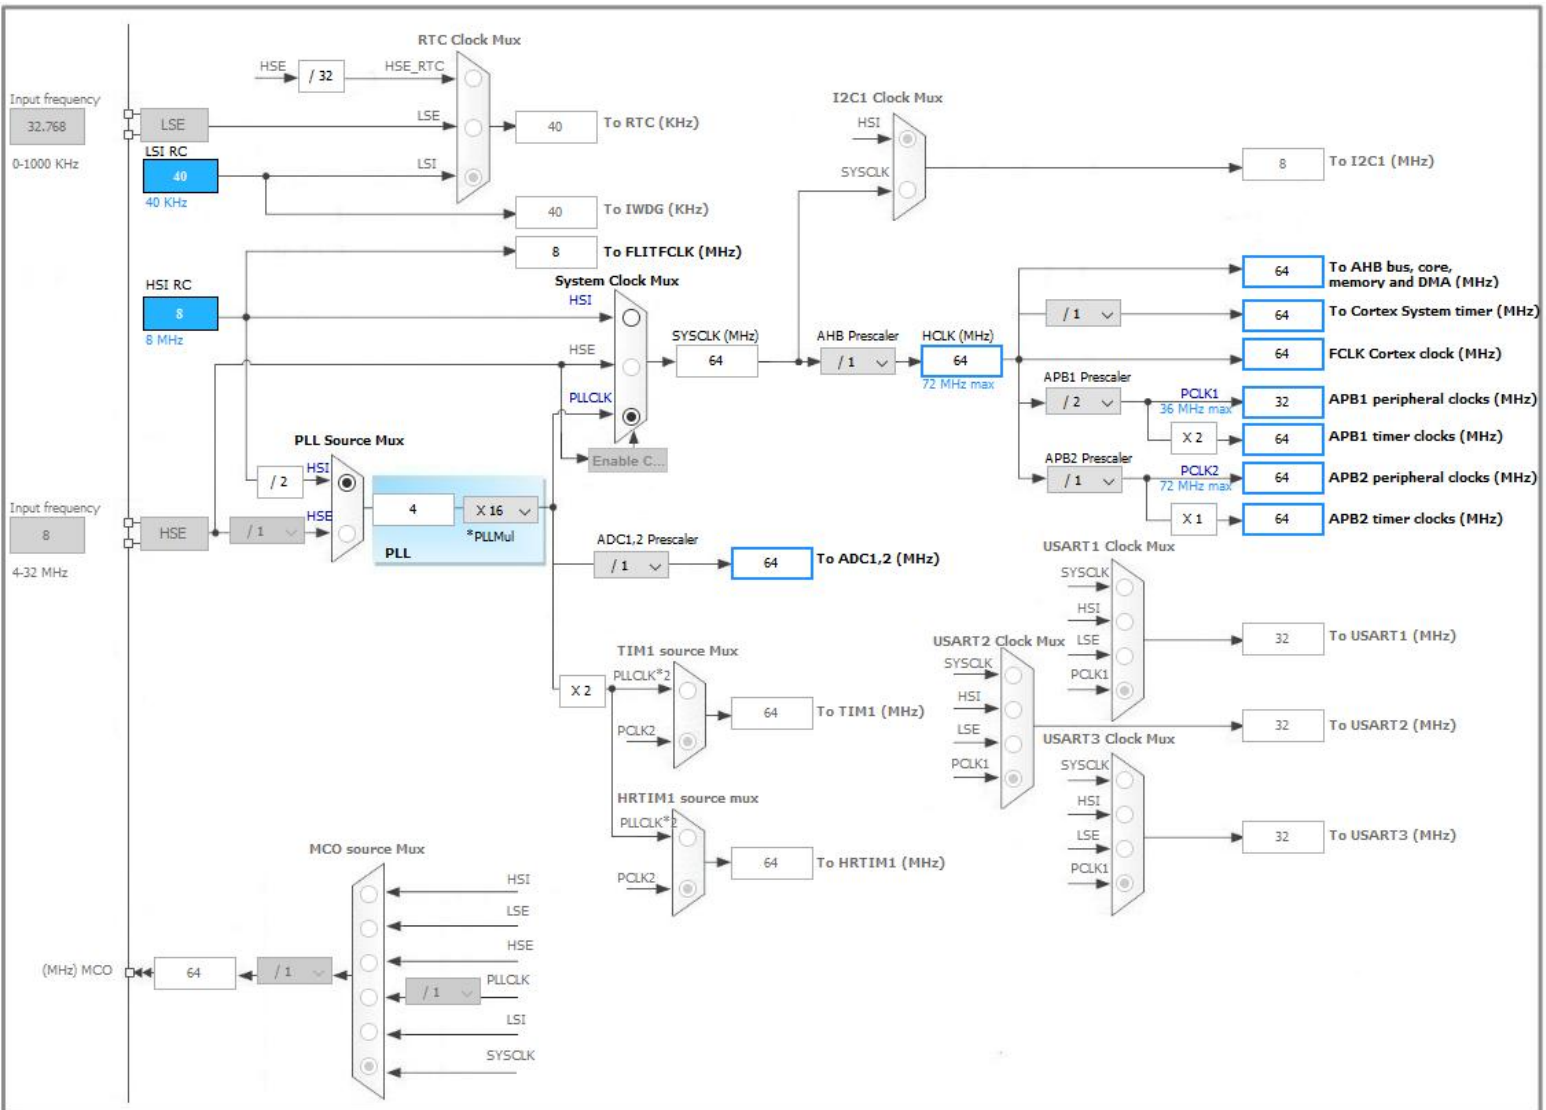 RTC Clock Mux
HSE
/ 32
HSE_RTC
Input frequency
32.768
0-1000 KHz
LSE
LSE
40
To RTC (KHz)
LSI RC
40
40 KHz
LSI
40
To IWDG (KHz)
I2C1 Clock Mux
HSI
SYSCLK
8
To I2C1 (MHz)
8
To FLITFCLK (MHz)
HSI RC
8
8 MHz
System Clock Mux
HSI
HSE
PLLCLK
Enable C...
SYSCLK (MHz)
64
AHB Prescaler
/ 1
HCLK (MHz)
64
72 MHz max
64
To AHB bus, core,
memory and DMA (MHz)
/ 1
64
To Cortex System timer (MHz)
64
FCLK Cortex clock (MHz)
APB1 Prescaler
/ 2
PCLK1
36 MHz max
32
APB1 peripheral clocks (MHz)
X 2
64
APB1 timer clocks (MHz)
APB2 Prescaler
/ 1
PCLK2
72 MHz max
64
APB2 peripheral clocks (MHz)
X 1
64
APB2 timer clocks (MHz)
PLL Source Mux
/ 2
HSI
Input frequency
8
4-32 MHz
HSE
/ 1
HSE
4
X 16
*PLLMul
PLL
ADC1,2 Prescaler
/ 1
64
To ADC1,2 (MHz)
USART1 Clock Mux
SYSCLK
HSI
LSE
PCLK1
32
To USART1 (MHz)
USART2 Clock Mux
SYSCLK
HSI
LSE
PCLK1
32
To USART2 (MHz)
USART3 Clock Mux
SYSCLK
HSI
LSE
PCLK1
32
To USART3 (MHz)
X 2
TIM1 source Mux
PLLCLK*2
PCLK2
64
To TIM1 (MHz)
HRTIM1 source mux
PLLCLK*2
PCLK2
64
To HRTIM1 (MHz)
MCO source Mux
HSI
LSE
HSE
PLLCLK
/ 1
LSI
SYSCLK
(MHz) MCO
64
/ 1